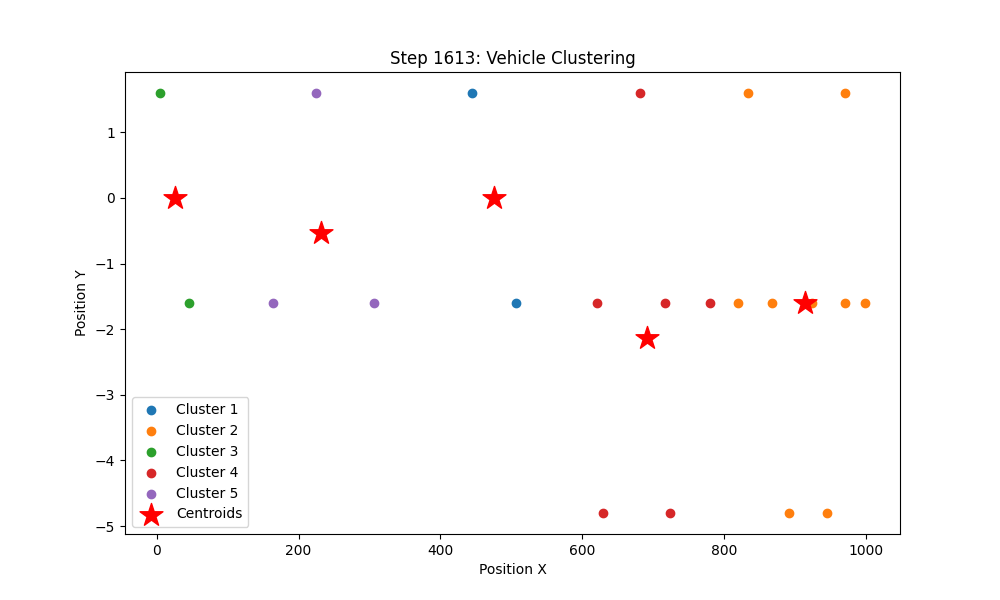 Step 1613: Vehicle Clustering
Position Y
1
0
−1
−2
−3
−4
−5
Cluster 1
Cluster 2
Cluster 3
Cluster 4
Cluster 5
Centroids
0 200 400 600 800 1000
Position X